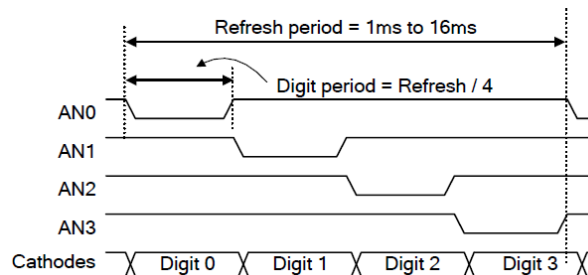 Refresh period = 1ms to 16ms
Digit period = Refresh / 4
AN0
AN1
AN2
AN3
Cathodes Digit 0 Digit 1 Digit 2 Digit 3